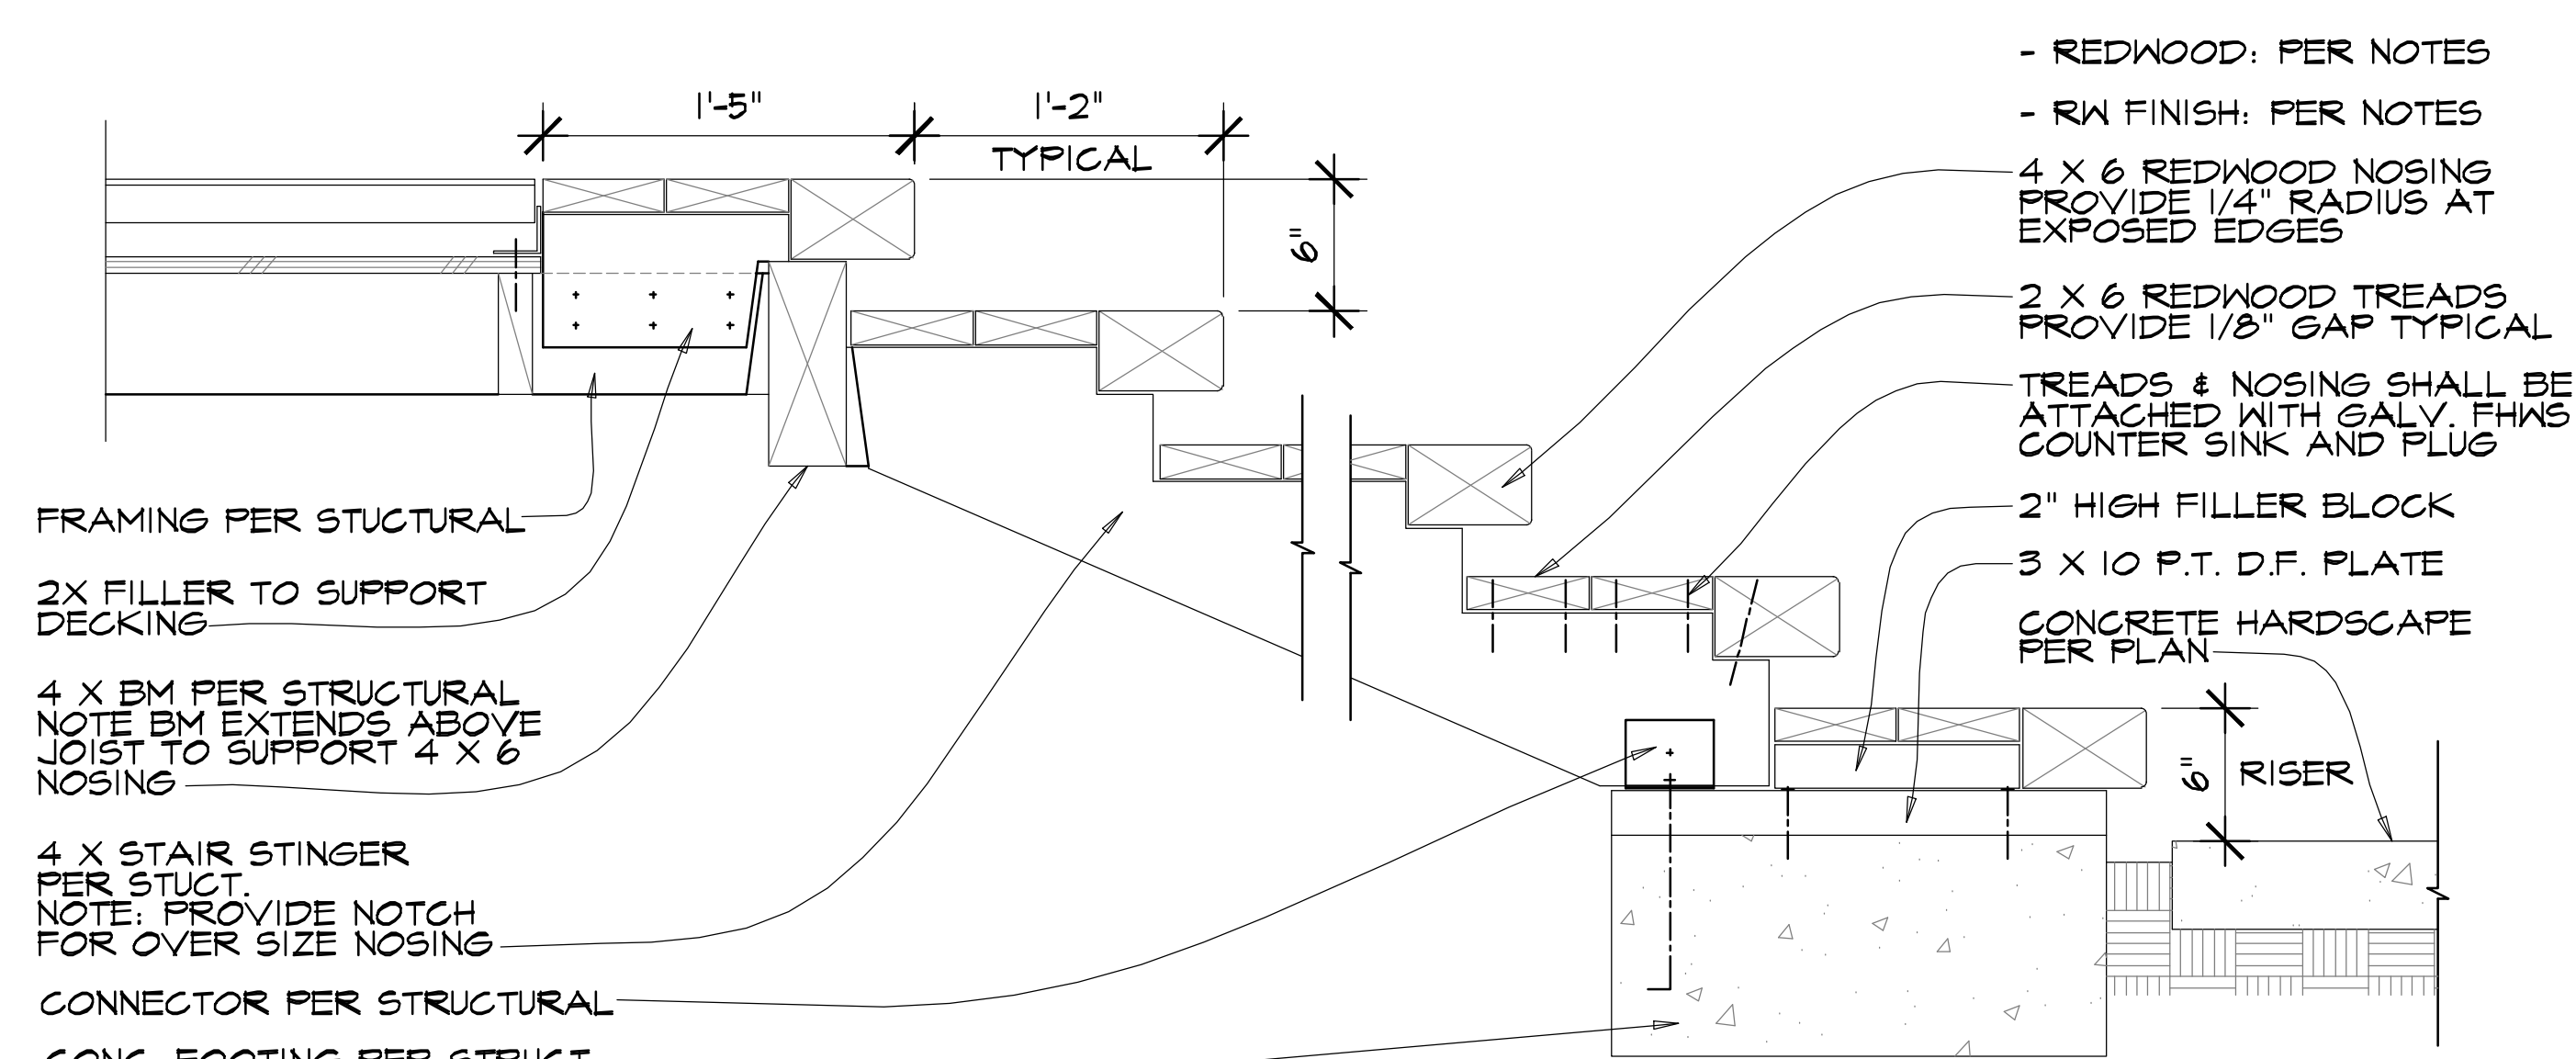 1'-5"
1'-2"
TYPICAL
6"
- REDWOOD: PER NOTES
- RW FINISH: PER NOTES
4 X 6 REDWOOD NOSING
PROVIDE 1/4" RADIUS AT
EXPOSED EDGES
2 X 6 REDWOOD TREADS
PROVIDE 1/8" GAP TYPICAL
TREADS & NOSING SHALL BE
ATTACHED WITH GALV. FHWS
COUNTER SINK AND PLUG
2" HIGH FILLER BLOCK
3 X 10 P.T. D.F. PLATE
CONCRETE HARDSCAPE
PER PLAN
6" RISER
FRAMING PER STUCTURAL
2X FILLER TO SUPPORT
DECKING
4 X BM PER STRUCTURAL
NOTE BM EXTENDS ABOVE
JOIST TO SUPPORT 4 X 6
NOSING
4 X STAIR STINGER
PER STUCT.
NOTE: PROVIDE NOTCH
FOR OVER SIZE NOSING
CONNECTOR PER STRUCTURAL
CONC. FOOTING PER STRUCT